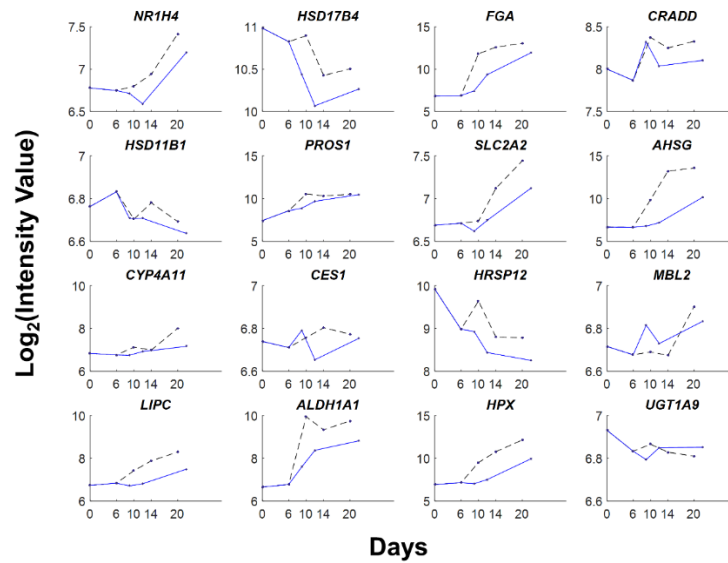 NR1H4 HSD17B4 FGA CRADD
7.5 11 15 8.5
7 10.5 10 8
6.5 10 5 7.5
0 6 10 14 20 0 6 10 14 20 0 6 10 14 20 0 6 10 14 20
HSD11B1 PROS1 SLC2A2 AHSG
7 15 7.5 15
6.8 10 7 10
6.6 5 6.5 5
0 6 10 14 20 0 6 10 14 20 0 6 10 14 20 0 6 10 14 20
CYP4A11 CES1 HRSP12 MBL2
10 7 10 7
8 6.8 9 6.8
6 6.6 8 6.6
0 6 10 14 20 0 6 10 14 20 0 6 10 14 20 0 6 10 14 20
LIPC ALDH1A1 HPX UGT1A9
10 10 15 7
8 8 10 6.8
6 6 5 6.6
0 6 10 14 20 0 6 10 14 20 0 6 10 14 20 0 6 10 14 20
Log2(Intensity Value)
Days